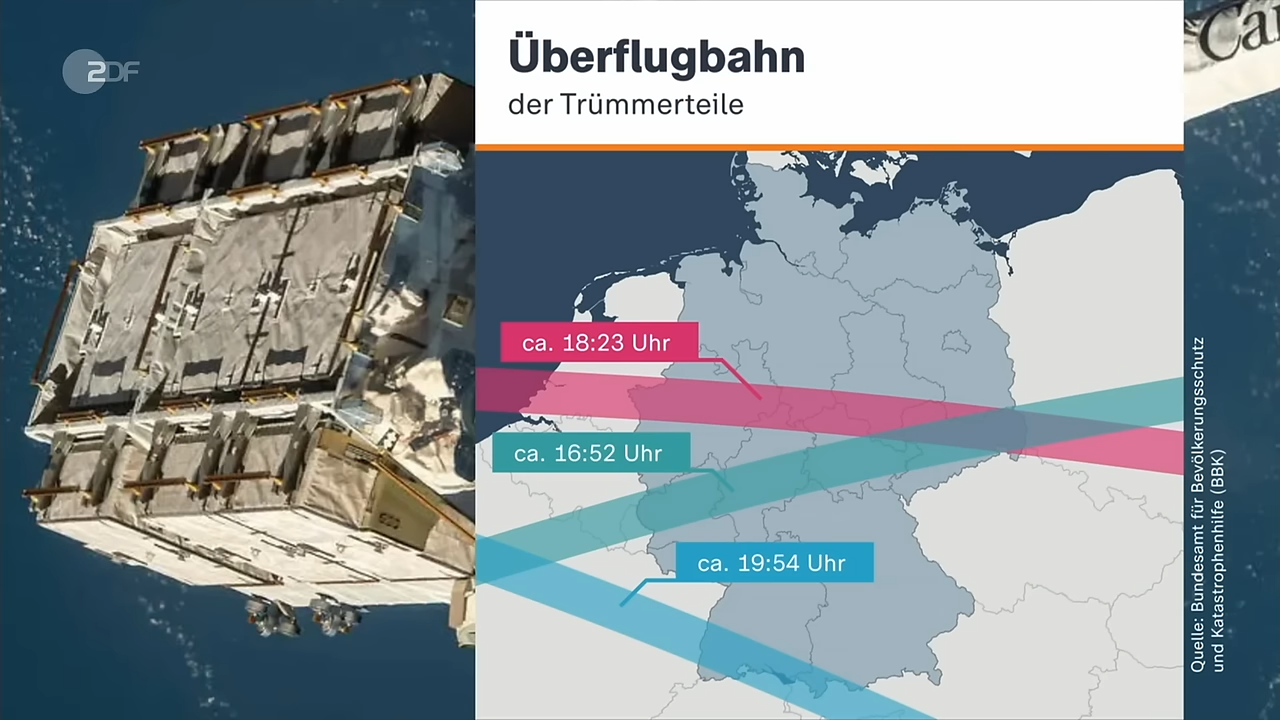 2DF
Überflugbahn
der Trümmerteile
ca. 18:23 Uhr
ca. 16:52 Uhr
ca. 19:54 Uhr
Quelle: Bundesamt für Bevölkerungsschutz
und Katastrophenhilfe (BBK)